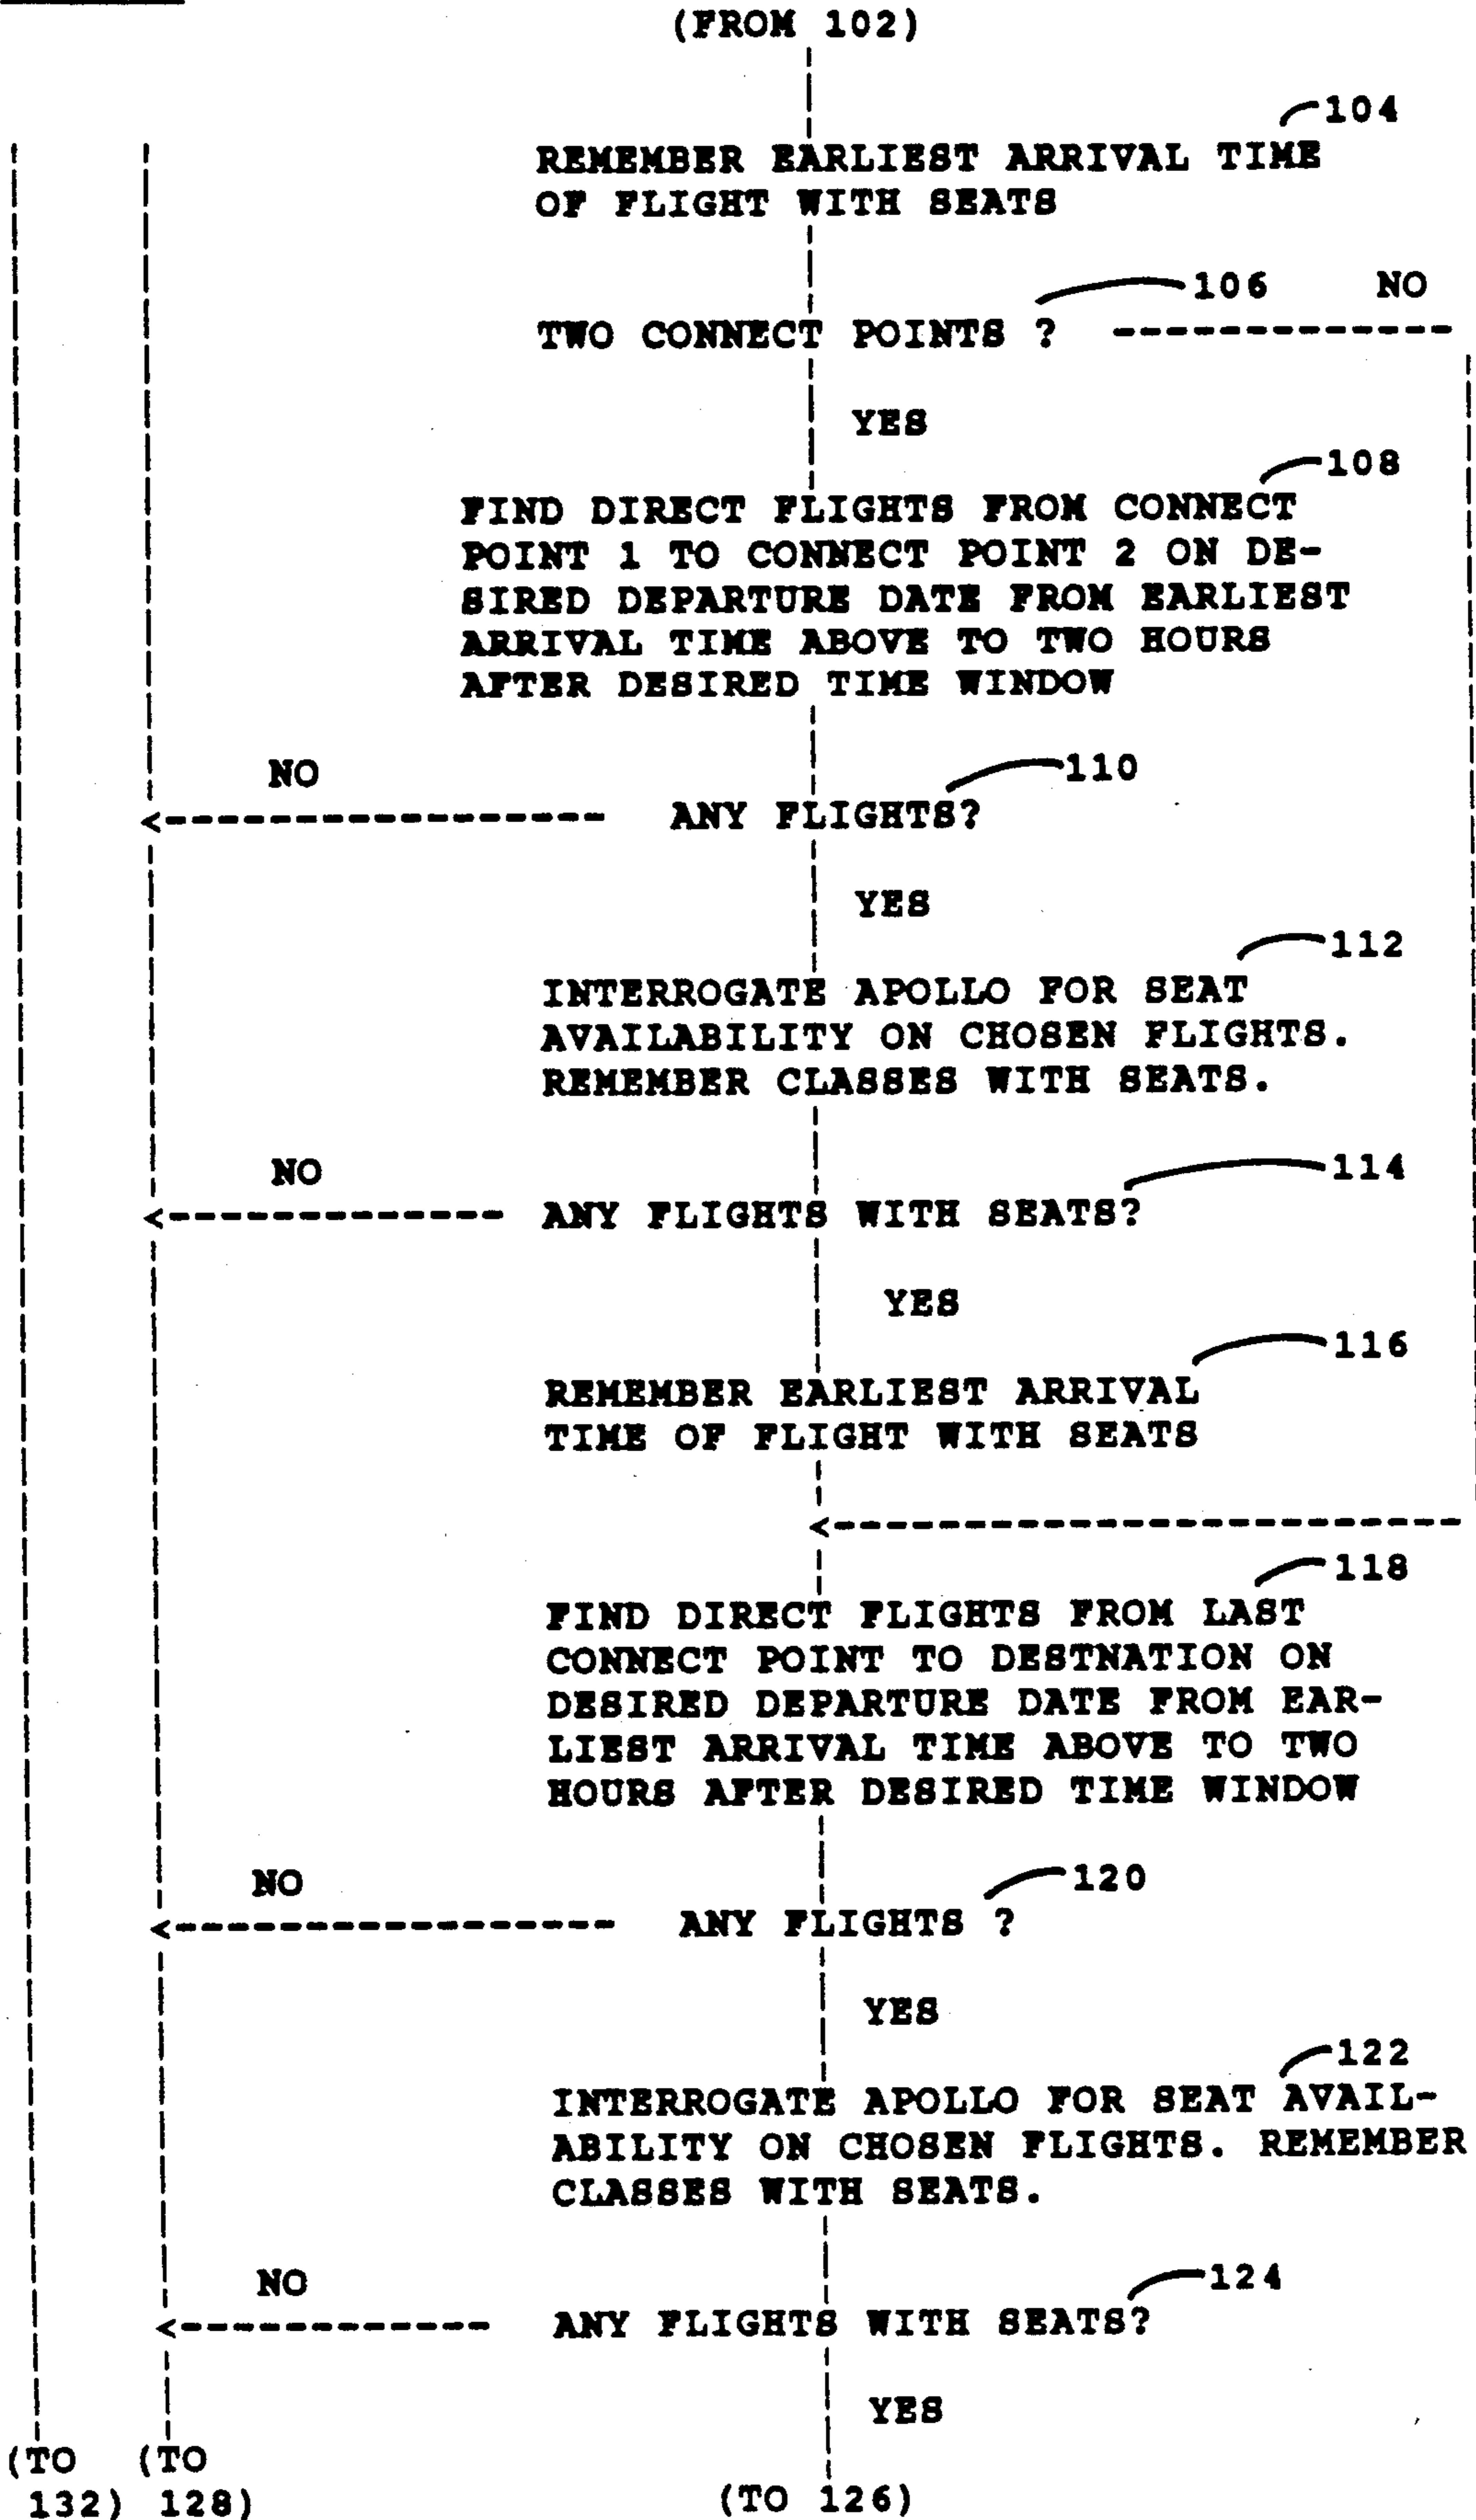 (FROM 102)
104
REMEMBER EARLIEST ARRIVAL TIME
OF FLIGHT WITH SEATS
106 NO
TWO CONNECT POINTS ?
YES
108
FIND DIRECT FLIGHTS FROM CONNECT
POINT 1 TO CONNECT POINT 2 ON DE-
SIRED DEPARTURE DATE FROM EARLIEST
ARRIVAL TIME ABOVE TO TWO HOURS
AFTER DESIRED TIME WINDOW
NO 110
ANY FLIGHTS?
YES
112
INTERROGATE APOLLO FOR SEAT
AVAILABILITY ON CHOSEN FLIGHTS.
REMEMBER CLASSES WITH SEATS.
NO 114
ANY FLIGHTS WITH SEATS?
YES
116
REMEMBER EARLIEST ARRIVAL
TIME OF FLIGHT WITH SEATS
118
FIND DIRECT FLIGHTS FROM LAST
CONNECT POINT TO DESTNATION ON
DESIRED DEPARTURE DATE FROM EAR-
LIEST ARRIVAL TIME ABOVE TO TWO
HOURS AFTER DESIRED TIME WINDOW
NO 120
ANY FLIGHTS ?
YES
122
INTERROGATE APOLLO FOR SEAT AVAIL-
ABILITY ON CHOSEN FLIGHTS. REMEMBER
CLASSES WITH SEATS.
NO 124
ANY FLIGHTS WITH SEATS?
YES
(TO (TO
132) 128) (TO 126)